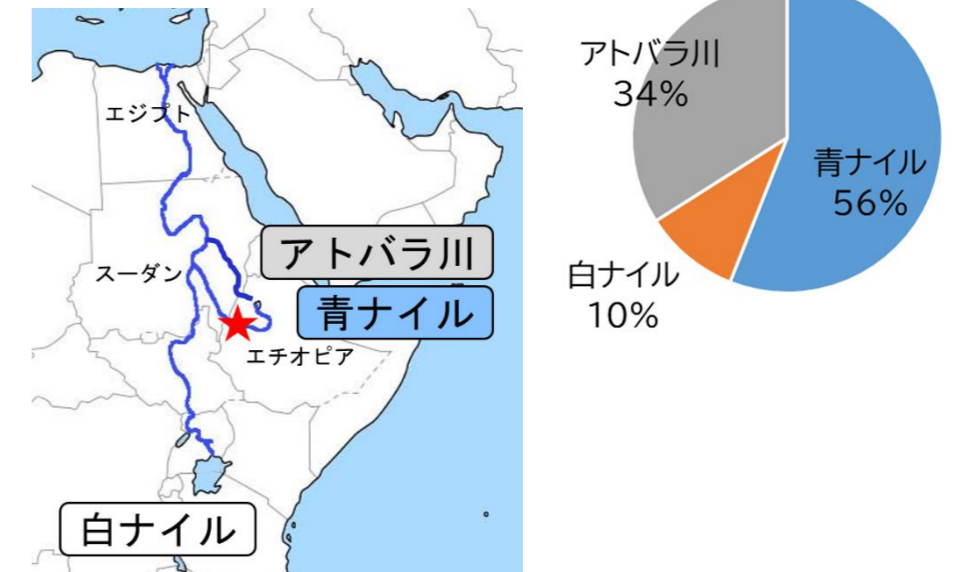 エジプト
アトバラ川
スーダン
青ナイル
エチオピア
白ナイル
アトバラ川
34%
青ナイル
56%
白ナイル
10%